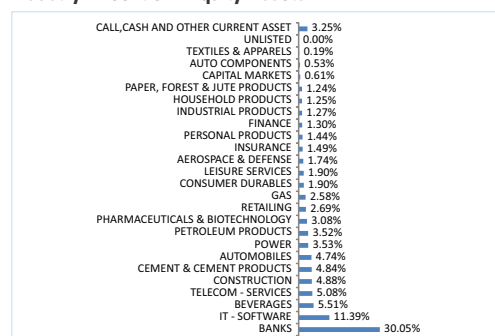 CALL,CASH AND OTHER CURRENT ASSET 3.25%
UNLISTED 0.00%
TEXTILES & APPARELS 0.19%
AUTO COMPONENTS 0.53%
CAPITAL MARKETS 0.61%
PAPER, FOREST & JUTE PRODUCTS 1.24%
HOUSEHOLD PRODUCTS 1.25%
INDUSTRIAL PRODUCTS 1.27%
FINANCE 1.30%
PERSONAL PRODUCTS 1.44%
INSURANCE 1.49%
AEROSPACE & DEFENSE 1.74%
LEISURE SERVICES 1.90%
CONSUMER DURABLES 1.90%
GAS 2.58%
RETAILING 2.69%
PHARMACEUTICALS & BIOTECHNOLOGY 3.08%
PETROLEUM PRODUCTS 3.52%
POWER 3.53%
AUTOMOBILES 4.74%
CEMENT & CEMENT PRODUCTS 4.84%
CONSTRUCTION 4.88%
TELECOM - SERVICES 5.08%
BEVERAGES 5.51%
IT - SOFTWARE 11.39%
BANKS 30.05%